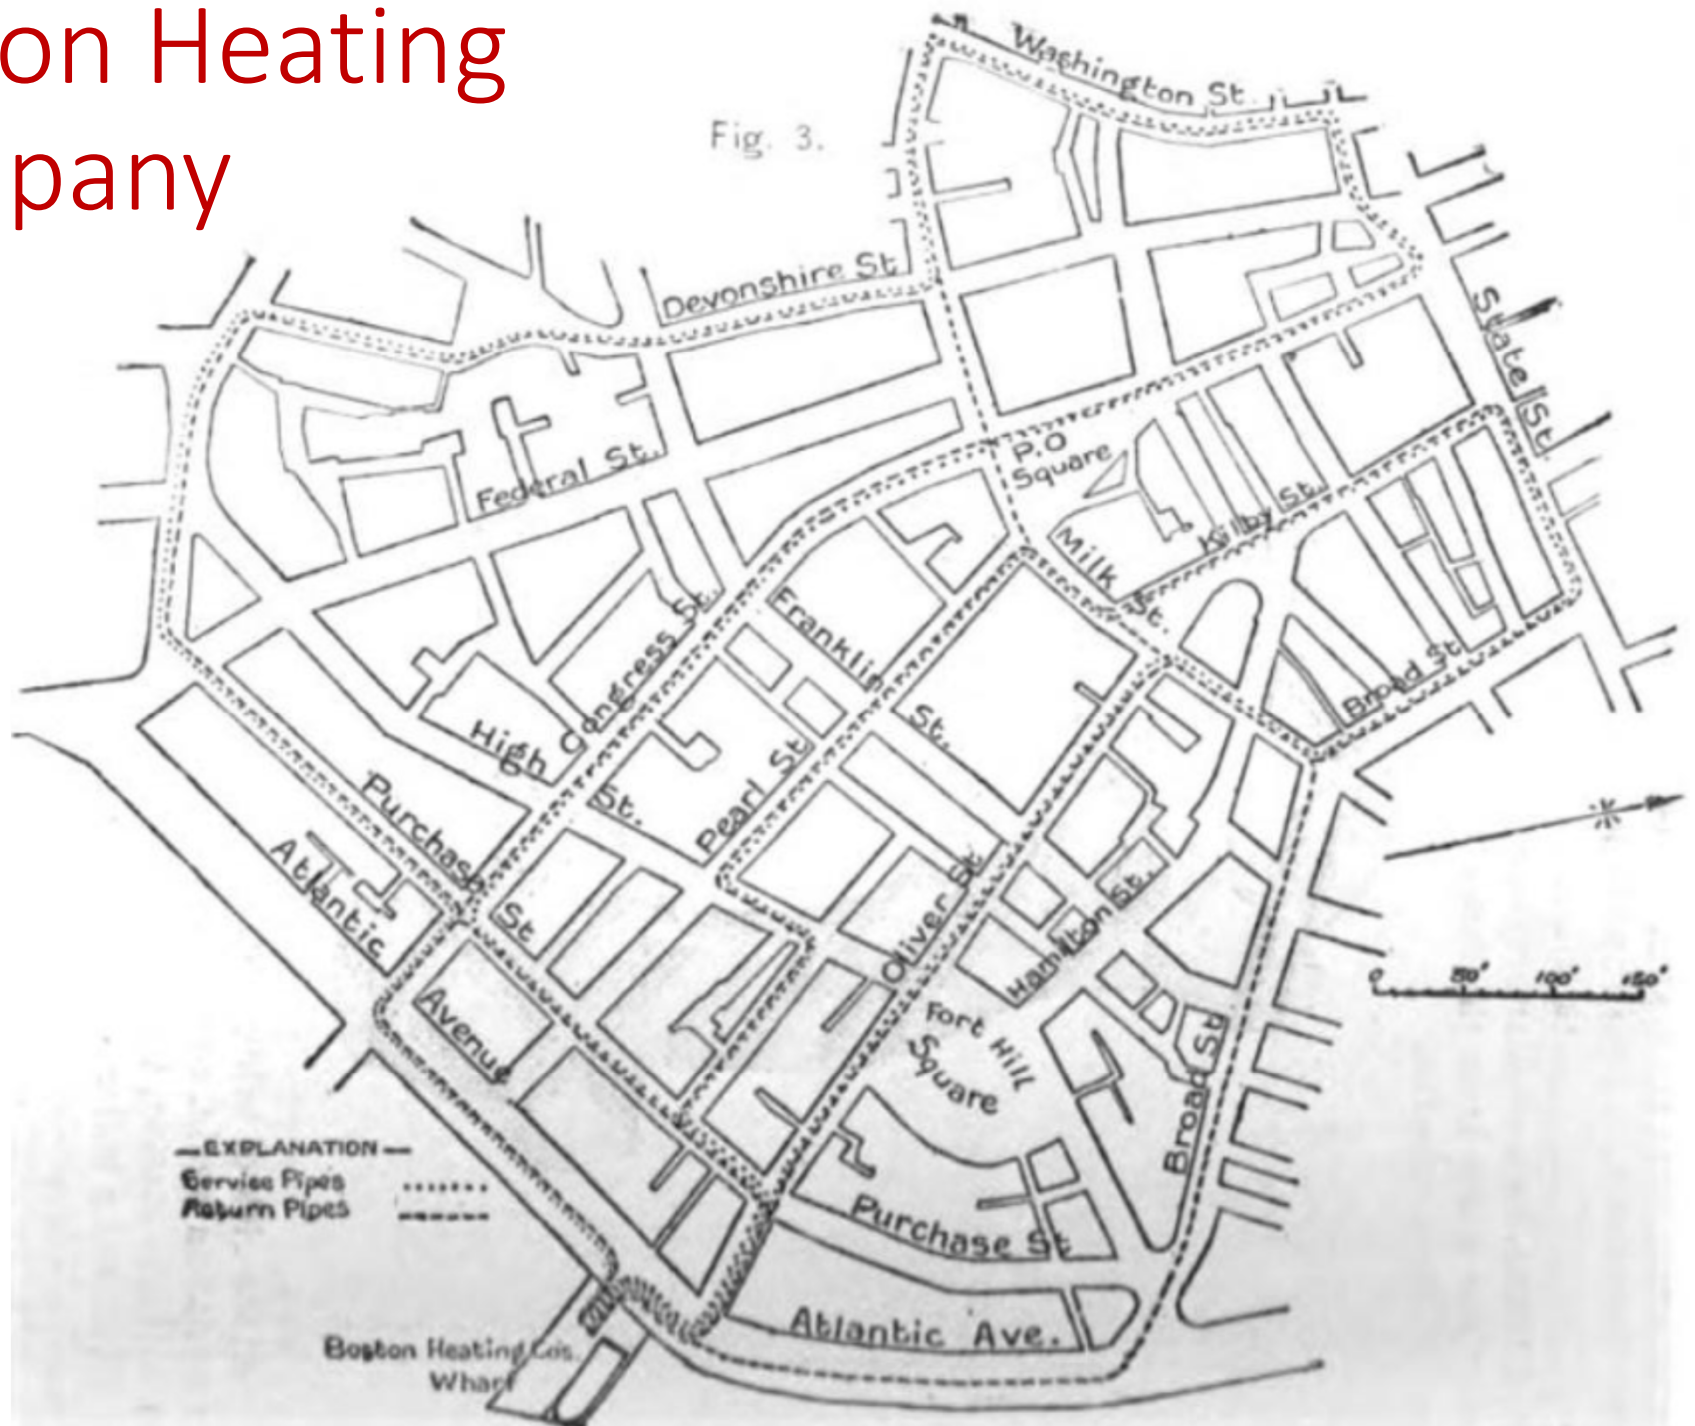 on Heating
pany
Fig. 3.
Washington St.
Devonshire St
State St.
P.O
Square
Federal St.
Milk St.
Kilby St.
Franklin St.
Congress St.
Broad St.
High St.
Pearl St
Purchase St
Atlantic Avenue
Oliver St
Hamilton St.
Fort Hill
Square
Broad St
0 50' 100' 150'
—EXPLANATION—
Service Pipes .......
Return Pipes -------
Purchase St
Atlantic Ave.
Boston Heating Co's.
Wharf